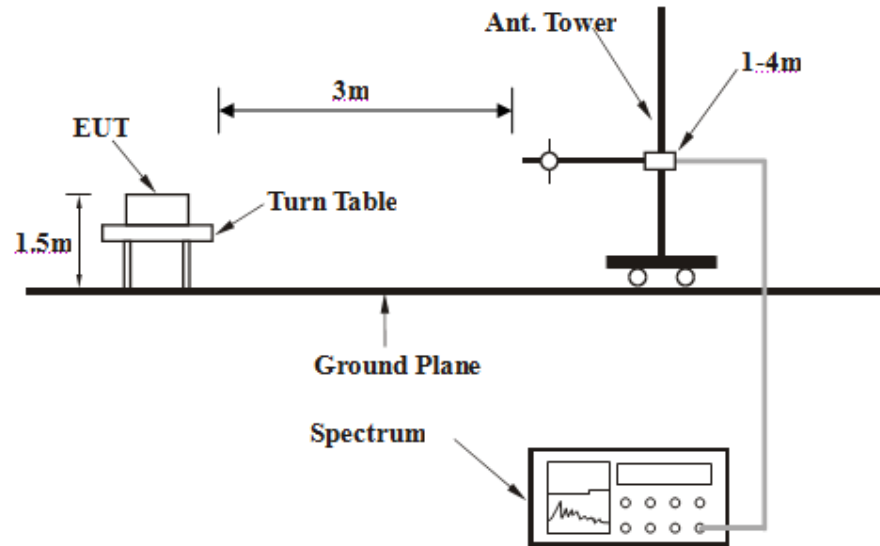 Ant. Tower
1-4m
3m
EUT
Turn Table
1.5m
Ground Plane
Spectrum